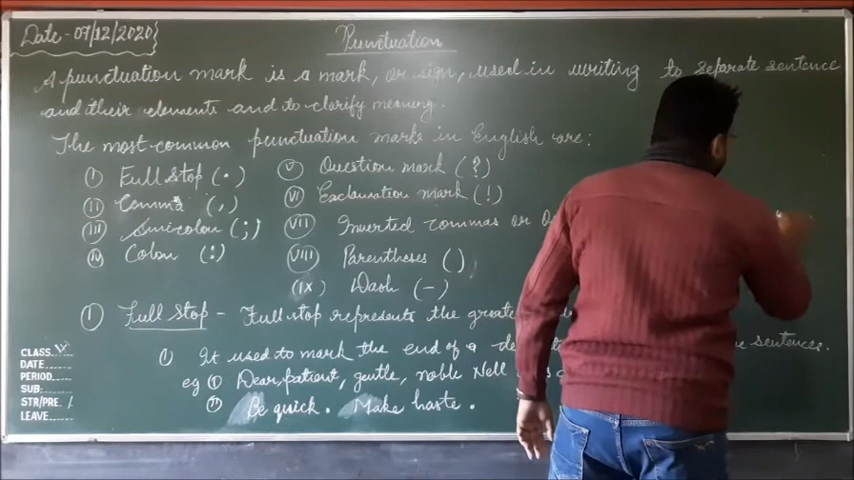 Date - 07/12/2020
Punctuation
A punctuation mark, is a mark, or sign, used in writing to separate sentence
and their elements and to clarify meaning.
The most common punctuation marks in English are:
(i) Full Stop (.)
(ii) Comma (,)
(iii) Semicolon (;)
(iv) Colon (:)
(v) Question mark (?)
(vi) Exclamation mark (!)
(vii) Inverted commas or
(viii) Parentheses ()
(ix) Dash (-)
(1) Full Stop - Full stop represents the greate
(i) It used to mark the end of a sentences.
eg (i) Dear, Patient, gentle, noble Nell
(ii) Be quick. Make haste.
CLASS
DATE
PERIOD
SUB.
STR/PRE.
LEAVE